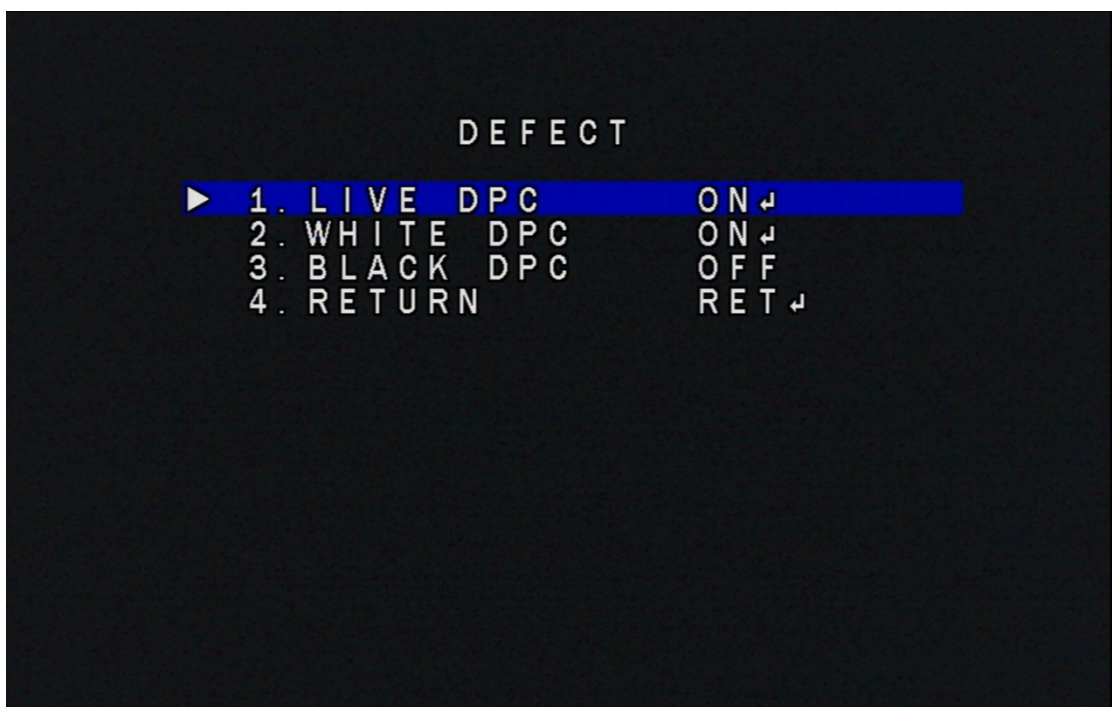 DEFECT
1. LIVE DPC ON↲
2. WHITE DPC ON↲
3. BLACK DPC OFF
4. RETURN RET↲